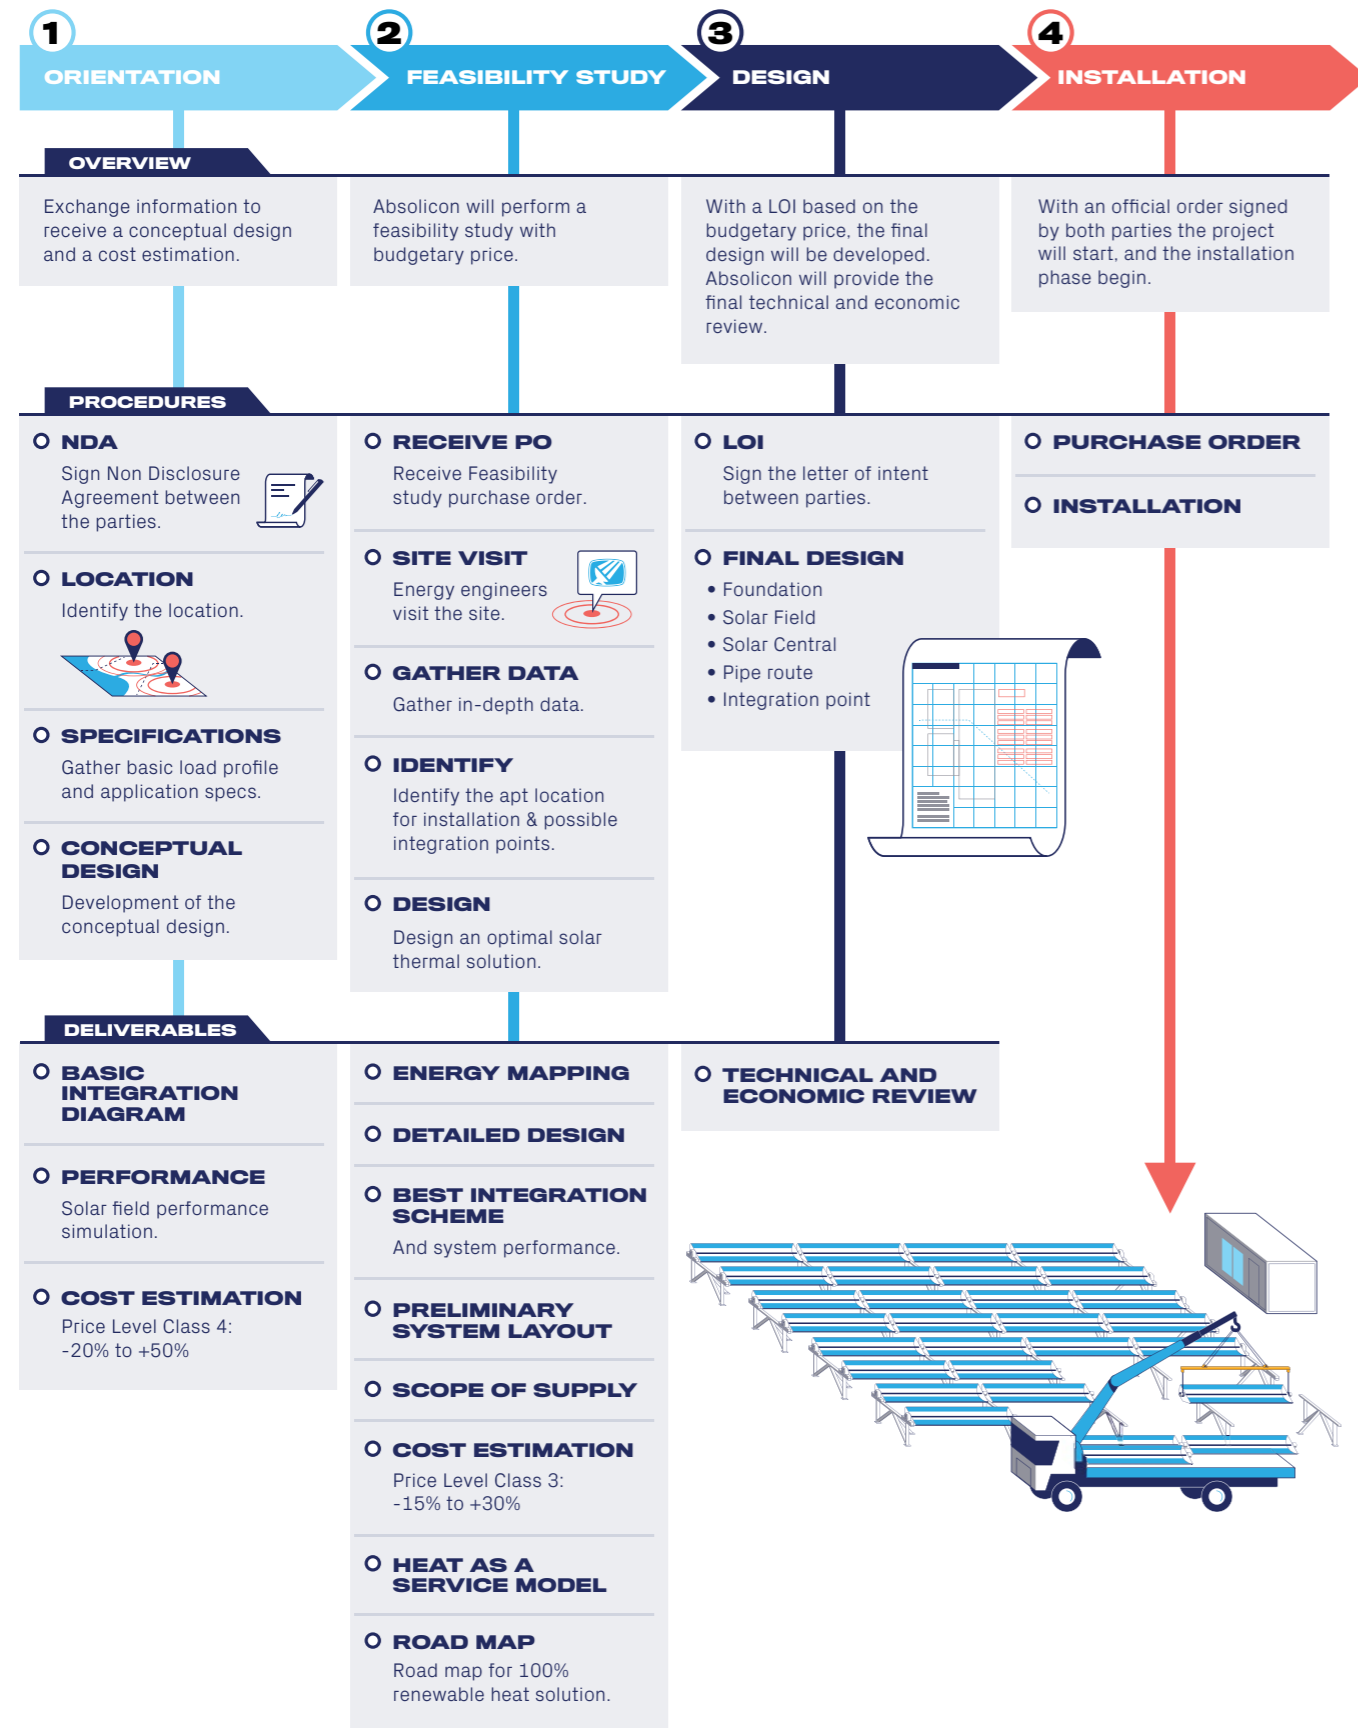 1
ORIENTATION
2
FEASIBILITY STUDY
3
DESIGN
4
INSTALLATION
OVERVIEW
Exchange information to
receive a conceptual design
and a cost estimation.
Absolicon will perform a
feasibility study with
budgetary price.
With a LOI based on the
budgetary price, the final
design will be developed.
Absolicon will provide the
final technical and economic
review.
With an official order signed
by both parties the project
will start, and the installation
phase begin.
PROCEDURES
NDA
Sign Non Disclosure
Agreement between
the parties.
LOCATION
Identify the location.
SPECIFICATIONS
Gather basic load profile
and application specs.
CONCEPTUAL
DESIGN
Development of the
conceptual design.
RECEIVE PO
Receive Feasibility
study purchase order.
SITE VISIT
Energy engineers
visit the site.
GATHER DATA
Gather in-depth data.
IDENTIFY
Identify the apt location
for installation & possible
integration points.
DESIGN
Design an optimal solar
thermal solution.
LOI
Sign the letter of intent
between parties.
FINAL DESIGN
• Foundation
• Solar Field
• Solar Central
• Pipe route
• Integration point
PURCHASE ORDER
INSTALLATION
DELIVERABLES
BASIC
INTEGRATION
DIAGRAM
PERFORMANCE
Solar field performance
simulation.
COST ESTIMATION
Price Level Class 4:
-20% to +50%
ENERGY MAPPING
DETAILED DESIGN
BEST INTEGRATION
SCHEME
And system performance.
PRELIMINARY
SYSTEM LAYOUT
SCOPE OF SUPPLY
COST ESTIMATION
Price Level Class 3:
-15% to +30%
HEAT AS A
SERVICE MODEL
ROAD MAP
Road map for 100%
renewable heat solution.
TECHNICAL AND
ECONOMIC REVIEW